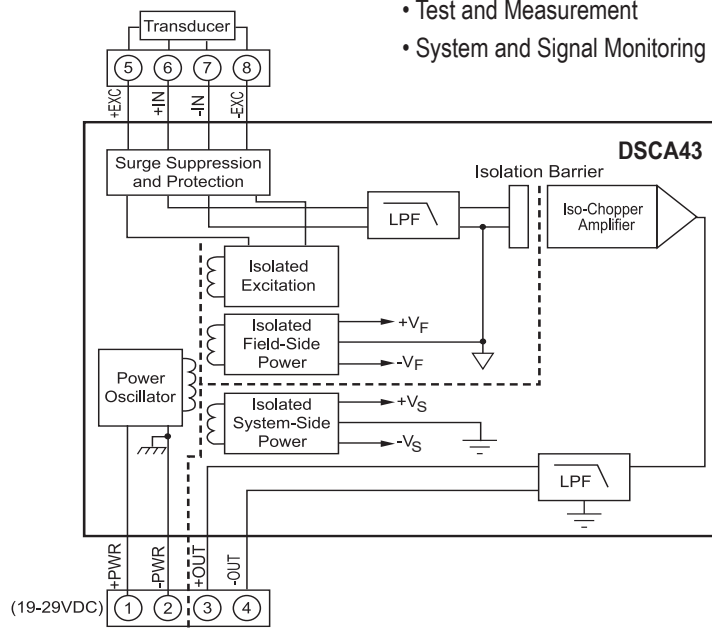 • Test and Measurement
• System and Signal Monitoring
Transducer
5 6 7 8
+EXC +IN -IN -EXC
DSCA43
Surge Suppression
and Protection
Isolation Barrier
LPF
Iso-Chopper
Amplifier
Isolated
Excitation
Isolated
Field-Side
Power
+VF
-VF
Power
Oscillator
Isolated
System-Side
Power
+VS
-VS
LPF
+PWR -PWR +OUT -OUT
(19-29VDC) 1 2 3 4